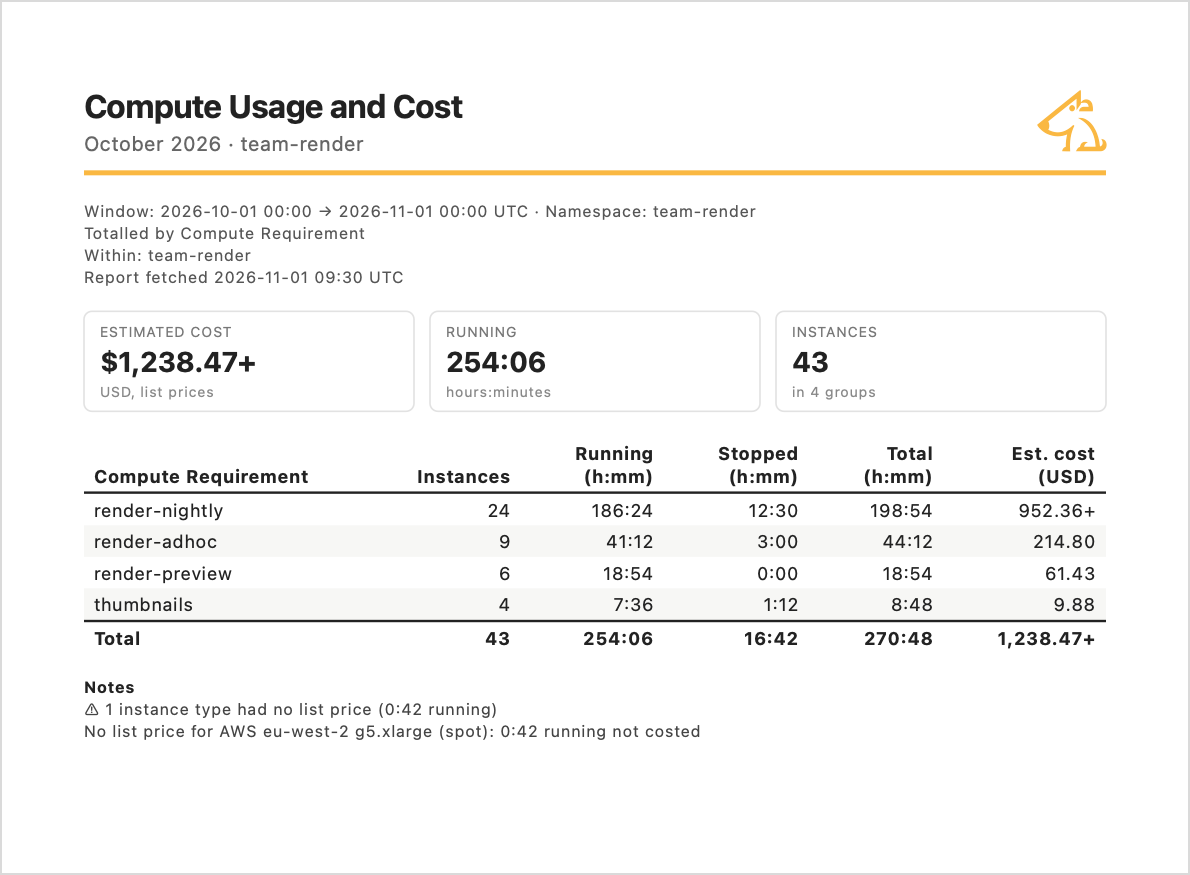 Compute Usage and Cost
October 2026 · team-render
Window: 2026-10-01 00:00 → 2026-11-01 00:00 UTC · Namespace: team-render
Totalled by Compute Requirement
Within: team-render
Report fetched 2026-11-01 09:30 UTC
ESTIMATED COST
$1,238.47+
USD, list prices
RUNNING
254:06
hours:minutes
INSTANCES
43
in 4 groups
Compute Requirement Instances Running (h:mm) Stopped (h:mm) Total (h:mm) Est. cost (USD)
render-nightly 24 186:24 12:30 198:54 952.36+
render-adhoc 9 41:12 3:00 44:12 214.80
render-preview 6 18:54 0:00 18:54 61.43
thumbnails 4 7:36 1:12 8:48 9.88
Total 43 254:06 16:42 270:48 1,238.47+
Notes
⚠ 1 instance type had no list price (0:42 running)
No list price for AWS eu-west-2 g5.xlarge (spot): 0:42 running not costed